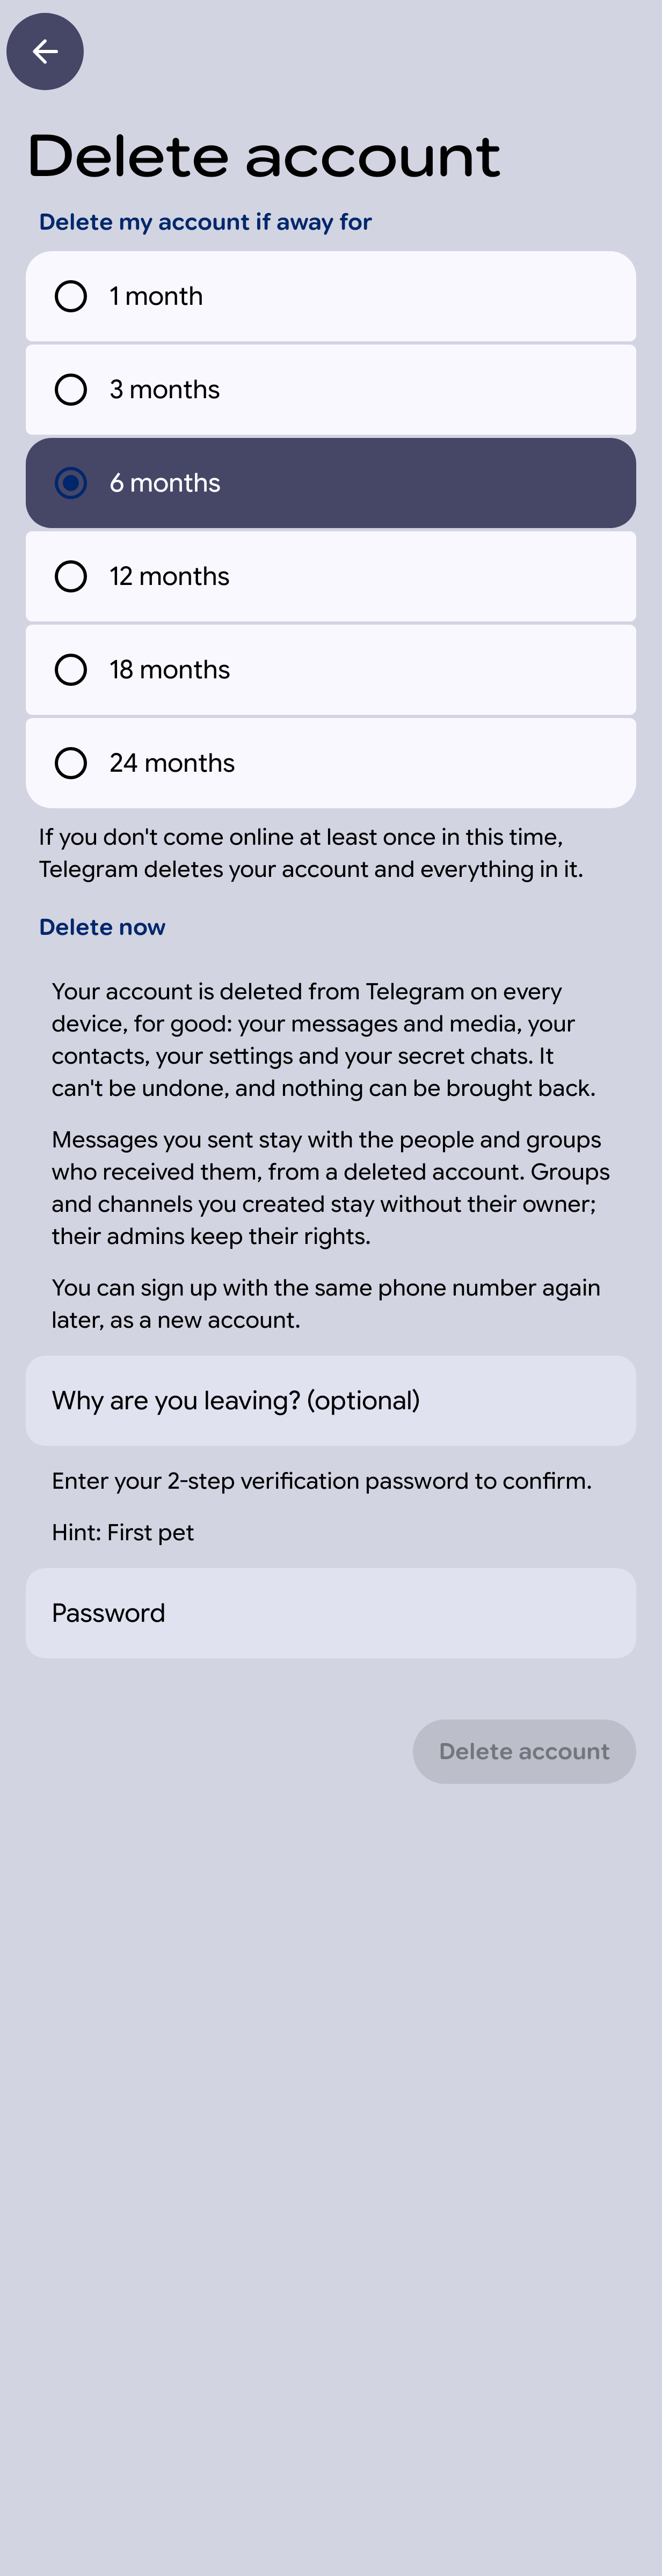 Delete account
Delete my account if away for
1 month
3 months
6 months
12 months
18 months
24 months
If you don't come online at least once in this time,
Telegram deletes your account and everything in it.
Delete now
Your account is deleted from Telegram on every
device, for good: your messages and media, your
contacts, your settings and your secret chats. It
can't be undone, and nothing can be brought back.
Messages you sent stay with the people and groups
who received them, from a deleted account. Groups
and channels you created stay without their owner;
their admins keep their rights.
You can sign up with the same phone number again
later, as a new account.
Why are you leaving? (optional)
Enter your 2-step verification password to confirm.
Hint: First pet
Password
Delete account